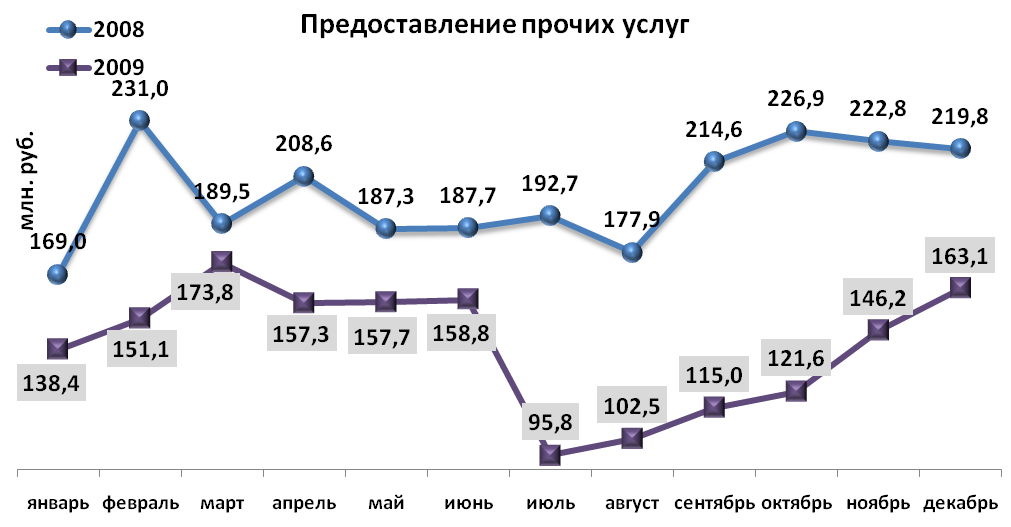 Предоставление прочих услуг
2008
2009
млн. руб.
169,0 231,0 189,5 208,6 187,3 187,7 192,7 177,9 214,6 226,9 222,8 219,8
138,4 151,1 173,8 157,3 157,7 158,8 95,8 102,5 115,0 121,6 146,2 163,1
январь февраль март апрель май июнь июль август сентябрь октябрь ноябрь декабрь